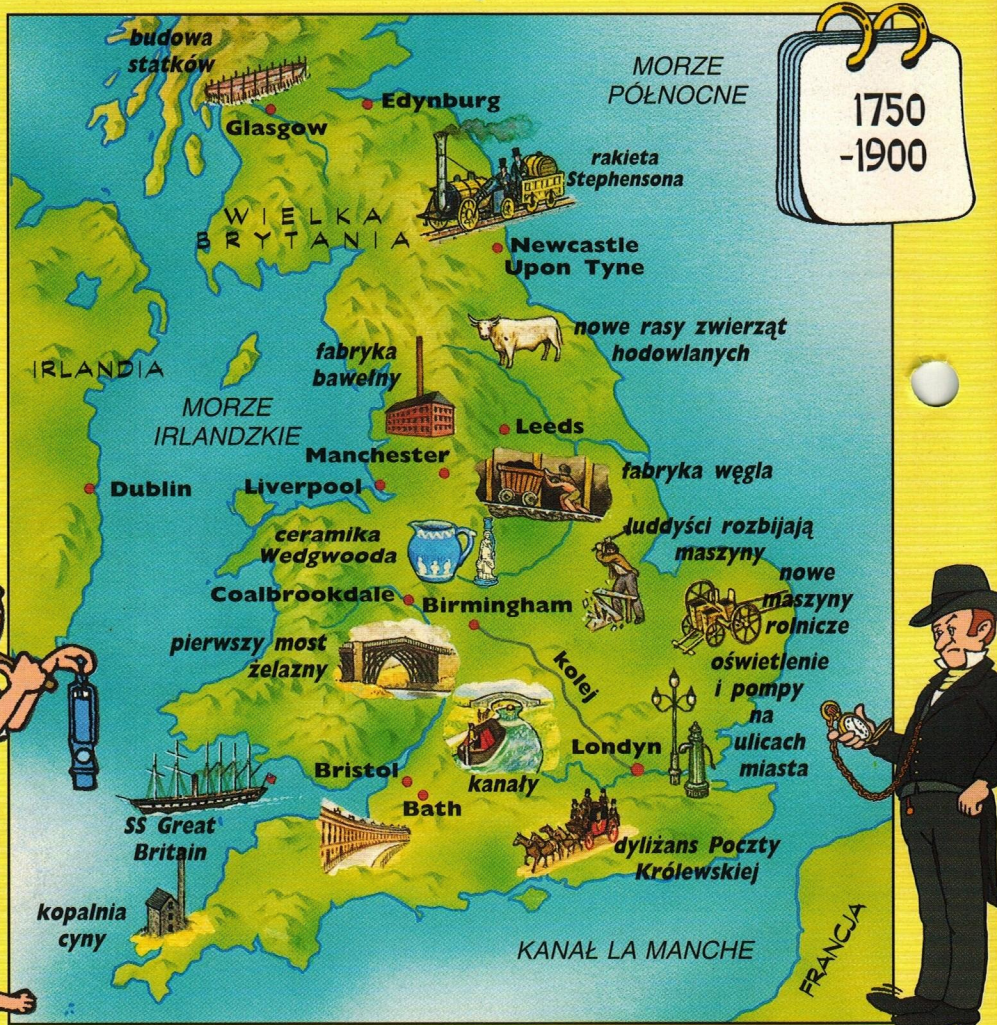 budowa
statków
MORZE
PÓŁNOCNE
1750
-1900
Edynburg
Glasgow
rakieta
Stephensona
WIELKA
BRYTANIA
Newcastle
Upon Tyne
nowe rasy zwierząt
hodowlanych
fabryka
bawełny
IRLANDIA
MORZE
IRLANDZKIE
Leeds
Manchester
fabryka węgla
Dublin
Liverpool
luddyści rozbijają
maszyny
ceramika
Wedgwooda
nowe
maszyny
rolnicze
Coalbrookdale
Birmingham
pierwszy most
żelazny
kolej
oświetlenie
i pompy
na
ulicach
miasta
Londyn
Bristol
kanały
Bath
SS Great
Britain
dyliżans Poczty
Królewskiej
kopalnia
cyny
KANAŁ LA MANCHE
FRANCJA